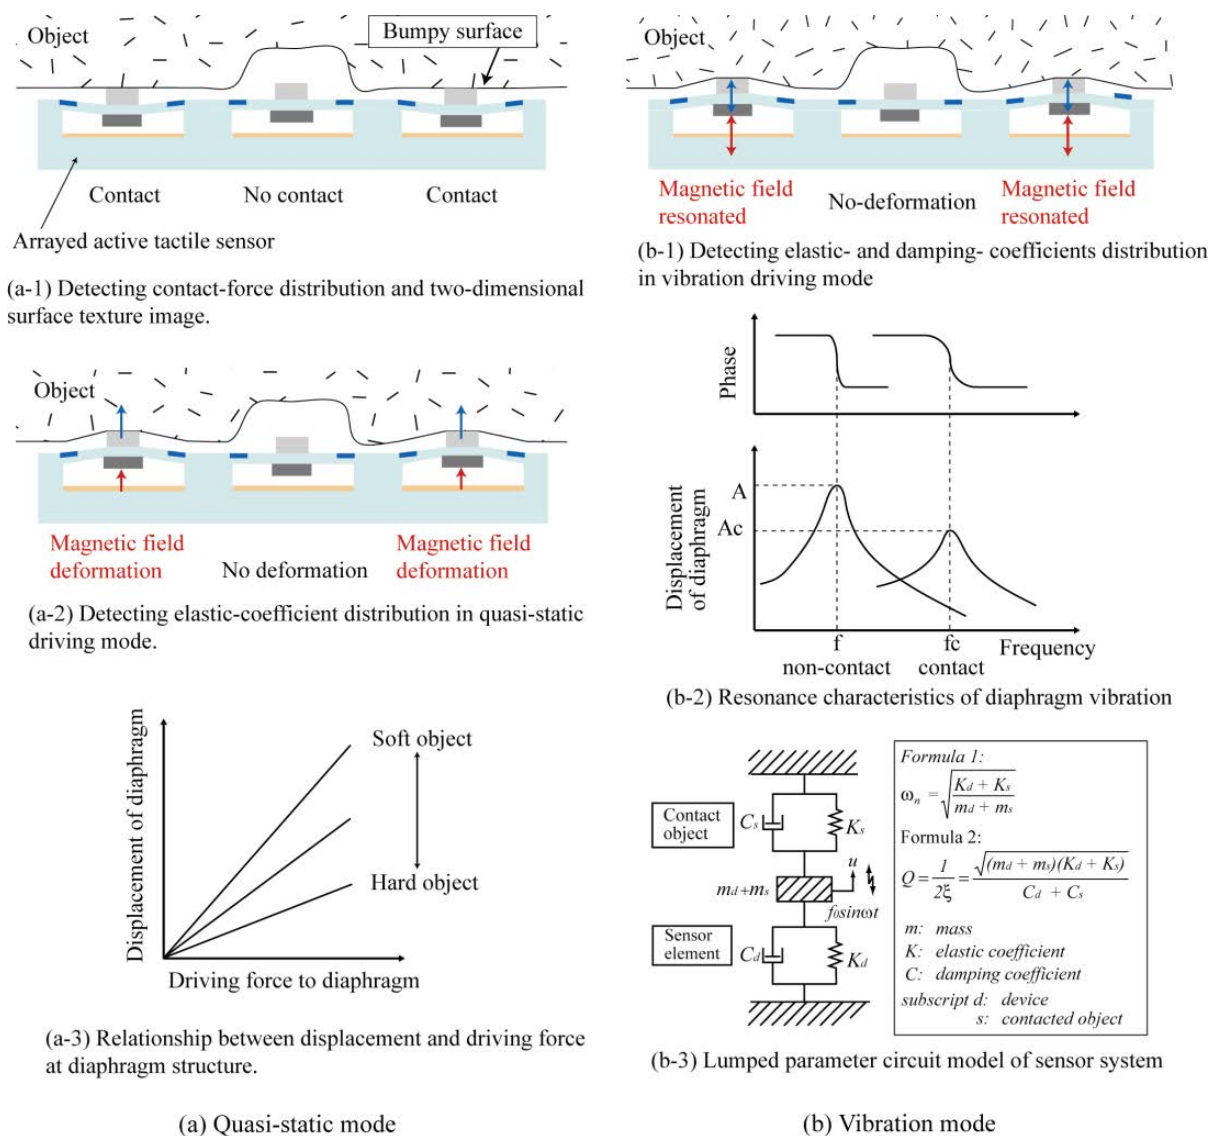 Object
Bumpy surface
Contact
No contact
Contact
Arrayed active tactile sensor
(a-1) Detecting contact-force distribution and two-dimensional
surface texture image.
Object
Magnetic field
deformation
No deformation
Magnetic field
deformation
(a-2) Detecting elastic-coefficient distribution in quasi-static
driving mode.
Displacement of diaphragm
Soft object
Hard object
Driving force to diaphragm
(a-3) Relationship between displacement and driving force
at diaphragm structure.
(a) Quasi-static mode
Object
Magnetic field
resonated
No-deformation
Magnetic field
resonated
(b-1) Detecting elastic- and damping- coefficients distribution
in vibration driving mode
Phase
Displacement
of diaphragm
A
Ac
f
non-contact
fc
contact
Frequency
(b-2) Resonance characteristics of diaphragm vibration
Contact
object
Cs
Ks
md+ms
u
f0sinωt
Sensor
element
Cd
Kd
Formula 1:
ωn = √((Kd + Ks)/(md + ms))
Formula 2:
Q = 1/2ξ = √((md + ms)(Kd + Ks))/(Cd + Cs)
m: mass
K: elastic coefficient
C: damping coefficient
subscript d: device
s: contacted object
(b-3) Lumped parameter circuit model of sensor system
(b) Vibration mode